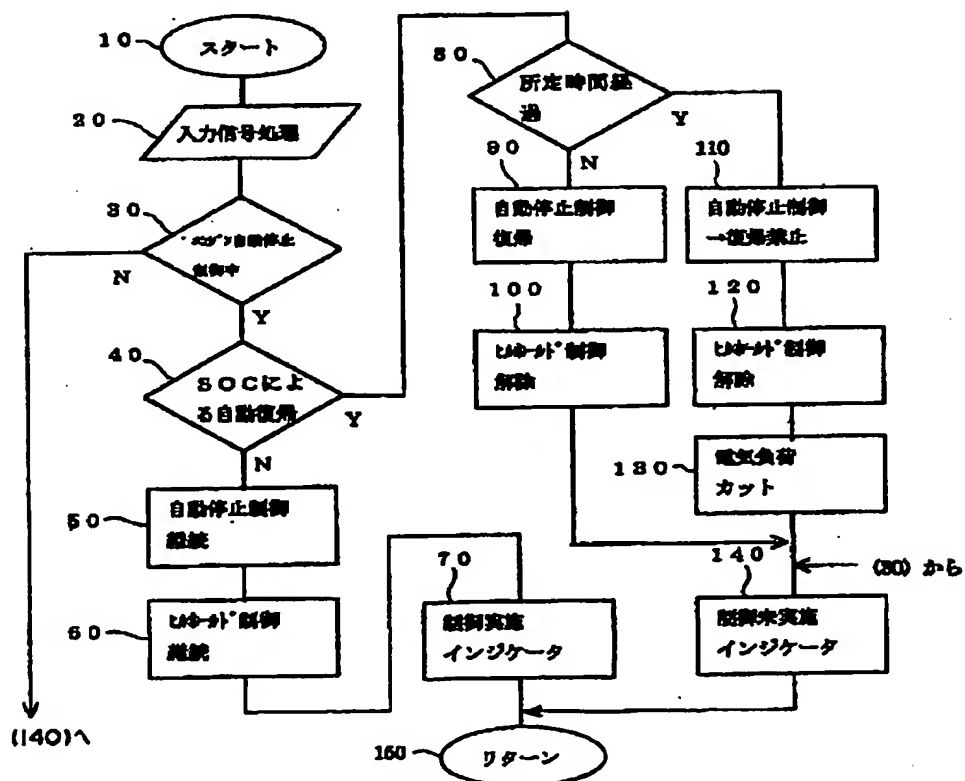 10
スタート
20
入力信号処理
30
エンジン自動停止
制御中
N
Y
40
SOCによ
る自動復帰
Y
N
50
自動停止制御
継続
60
ヒルホールド制御
継続
70
制御実施
インジケータ
80
所定時間経
過
Y
N
90
自動停止制御
復帰
100
ヒルホールド制御
解除
110
自動停止制御
→復帰禁止
120
ヒルホールド制御
解除
130
電気負荷
カット
(30)から
140
制御未実施
インジケータ
150
リターン
(140)へ